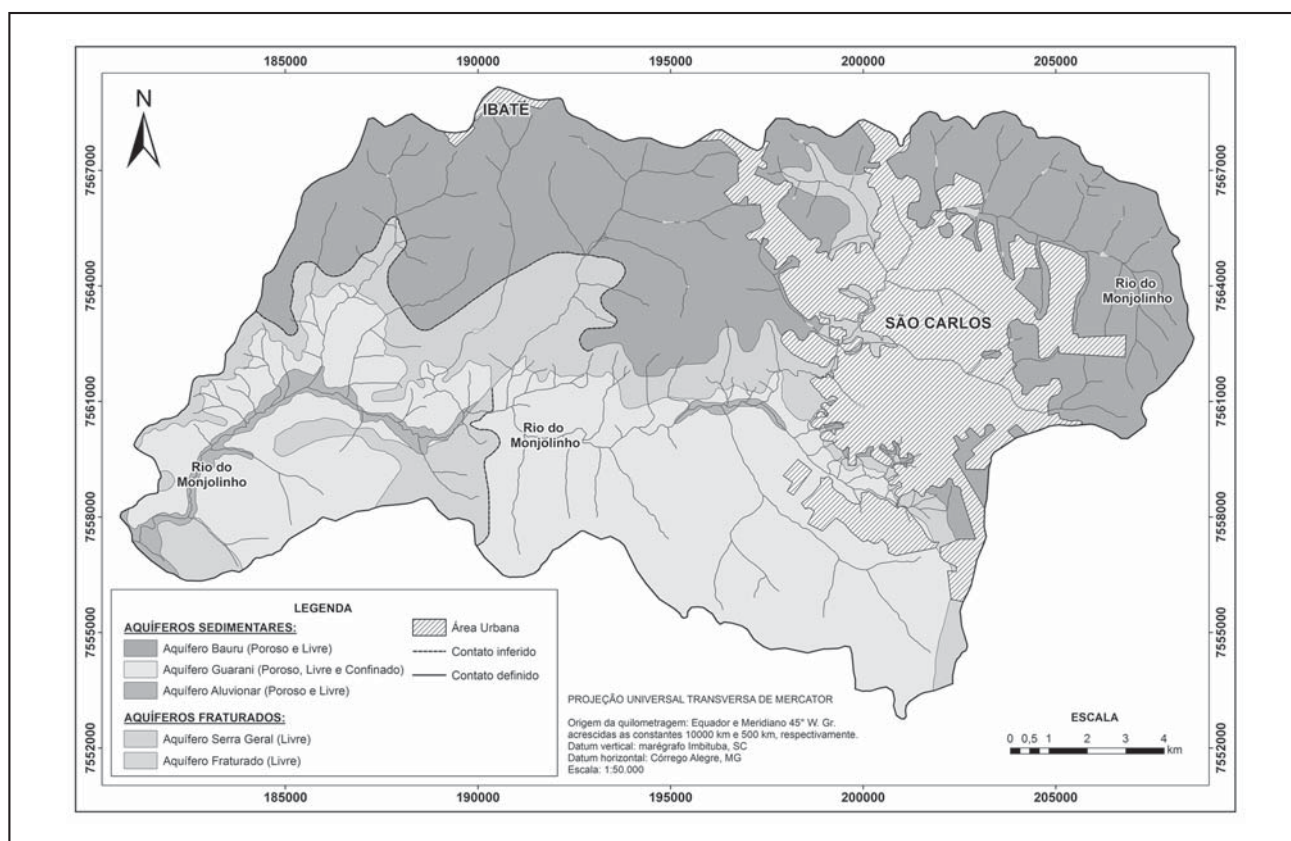 185000 190000 195000 200000 205000
N
IBATÉ
7567000
7567000
7564000
7564000
Rio do
Monjolinho
SÃO CARLOS
7561000
7561000
Rio do
Monjolinho
Rio do
Monjolinho
7558000
7558000
7555000
7555000
7552000
7552000
LEGENDA
AQUÍFEROS SEDIMENTARES:
Aquífero Bauru (Poroso e Livre)
Aquífero Guarani (Poroso, Livre e Confinado)
Aquífero Aluvionar (Poroso e Livre)
AQUÍFEROS FRATURADOS:
Aquífero Serra Geral (Livre)
Aquífero Fraturado (Livre)
Área Urbana
Contato inferido
Contato definido
PROJEÇÃO UNIVERSAL TRANSVERSA DE MERCATOR
Origem da quilometragem: Equador e Meridiano 45° W. Gr.
acrescidas as constantes 10000 km e 500 km, respectivamente.
Datum vertical: marégrafo Imbituba, SC
Datum horizontal: Córrego Alegre, MG
Escala: 1:50.000
ESCALA
0 0,5 1 2 3 4
km
185000 190000 195000 200000 205000